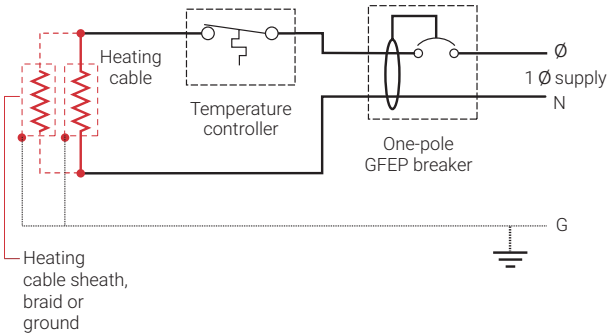 Heating
cable
Temperature
controller
One-pole
GFEP breaker
Ø
1 Ø supply
N
G
Heating
cable sheath,
braid or
ground